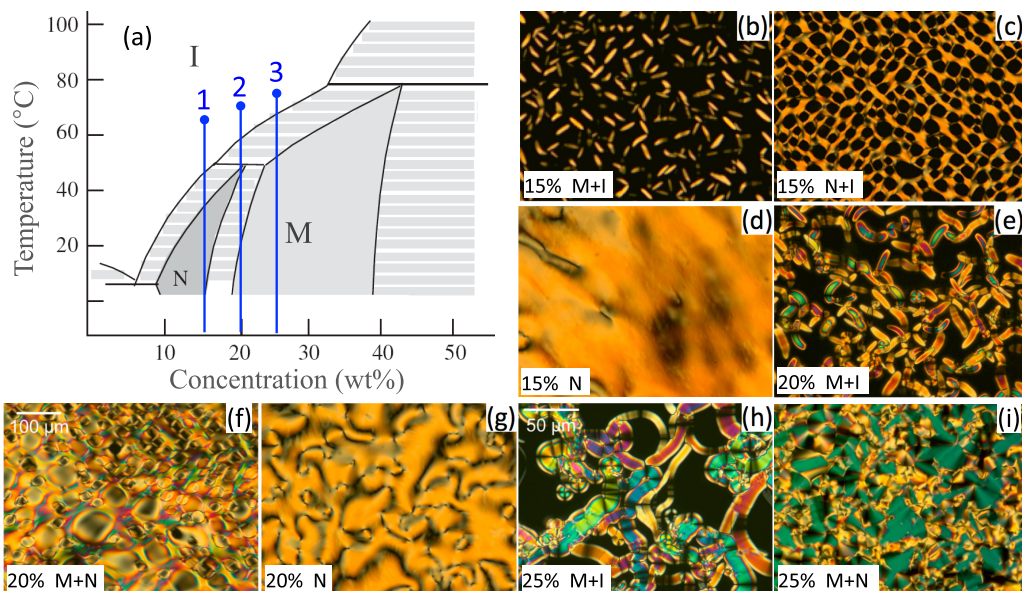 (a)
100
80
60
40
20
Temperature (°C)
I
1
2
3
N
M
10
20
30
40
50
Concentration (wt%)
(b)
15% M+I
(c)
15% N+I
(d)
15% N
(e)
20% M+I
(f)
100 μm
20% M+N
(g)
20% N
(h)
50 μm
25% M+I
(i)
25% M+N